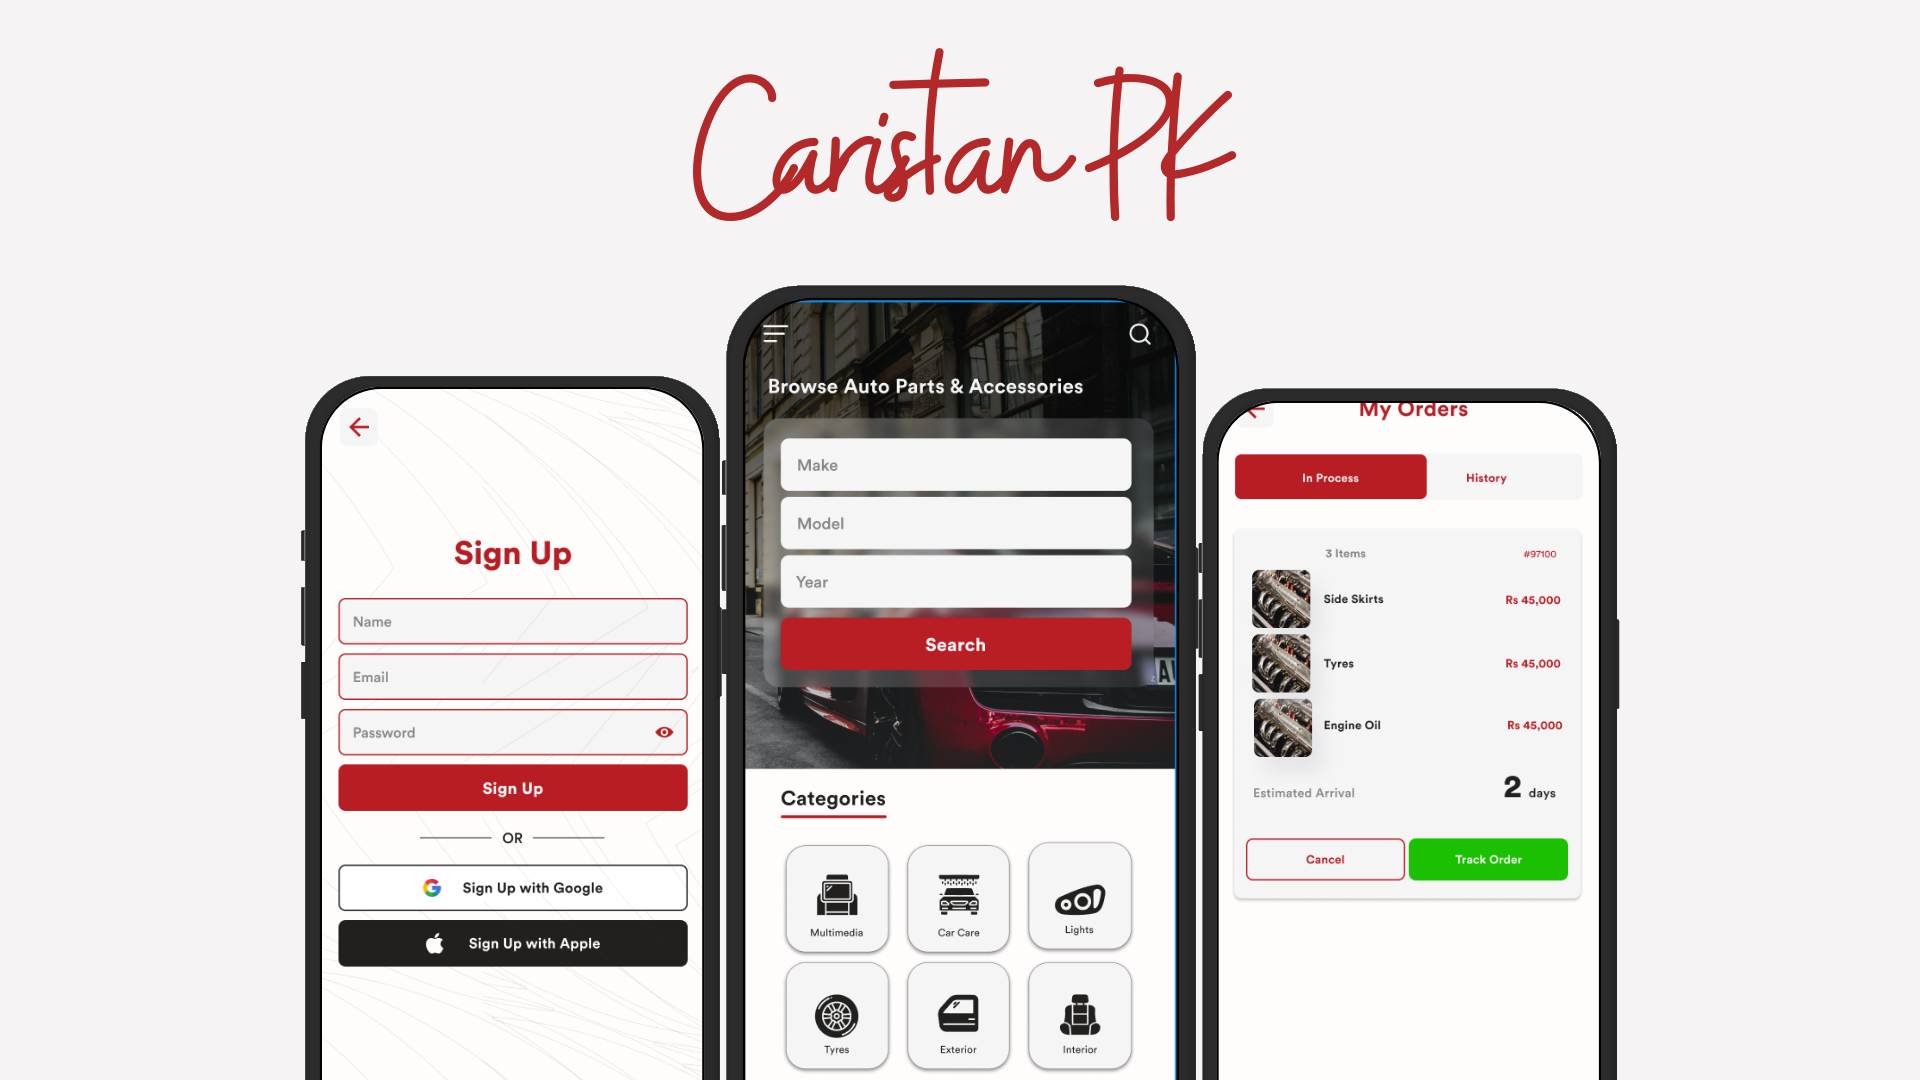 Caristan PK
Sign Up
Name
Email
Password
Sign Up
OR
Sign Up with Google
Sign Up with Apple
Browse Auto Parts & Accessories
Make
Model
Year
Search
Categories
Multimedia
Car Care
Lights
Tyres
Exterior
Interior
My Orders
In Process
History
3 Items
#97100
Side Skirts
Rs 45,000
Tyres
Rs 45,000
Engine Oil
Rs 45,000
Estimated Arrival
2 days
Cancel
Track Order